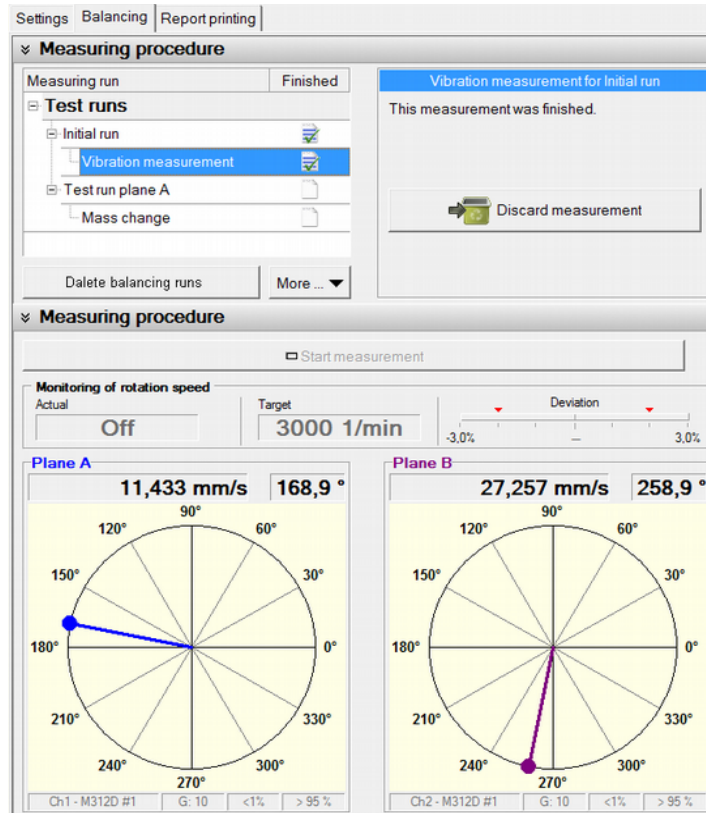 Settings Balancing Report printing
Measuring procedure
Measuring run Finished
Test runs
Initial run
Vibration measurement
Test run plane A
Mass change
Dalete balancing runs More ...
Vibration measurement for Initial run
This measurement was finished.
Discard measurement
Measuring procedure
Start measurement
Monitoring of rotation speed
Actual Target Deviation
Off 3000 1/min
-3,0% – 3,0%
Plane A
11,433 mm/s 168,9 °
90°
120° 60°
150° 30°
180° 0°
210° 330°
240° 300°
270°
Ch1 - M312D #1 G: 10 <1% > 95 %
Plane B
27,257 mm/s 258,9 °
90°
120° 60°
150° 30°
180° 0°
210° 330°
240° 300°
270°
Ch2 - M312D #1 G: 10 <1% > 95 %